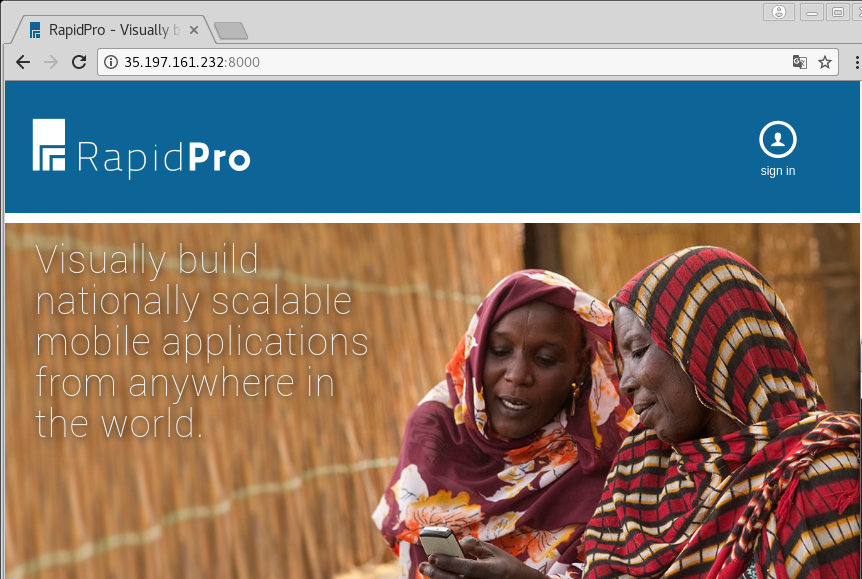 RapidPro - Visually b
35.197.161.232:8000
RapidPro
sign in
Visually build
nationally scalable
mobile applications
from anywhere in
the world.